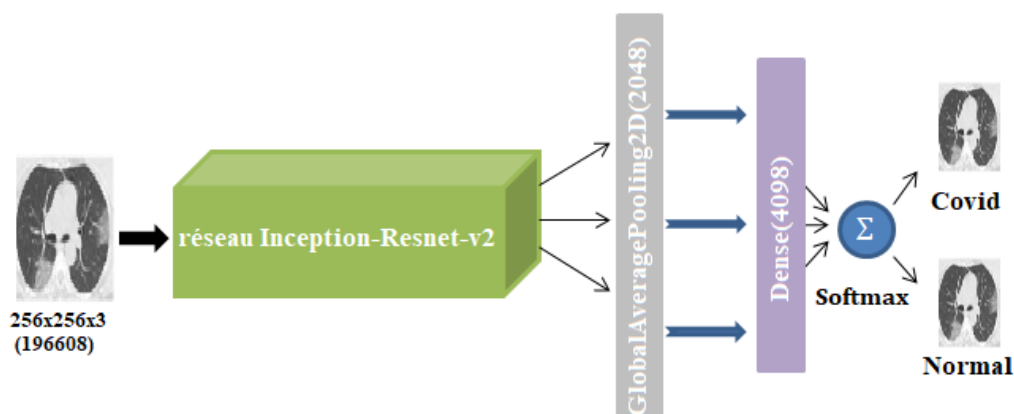 256x256x3
(196608)
réseau Inception-Resnet-v2
GlobalAveragePooling2D(2048)
Dense(4098)
Σ
Softmax
Covid
Normal